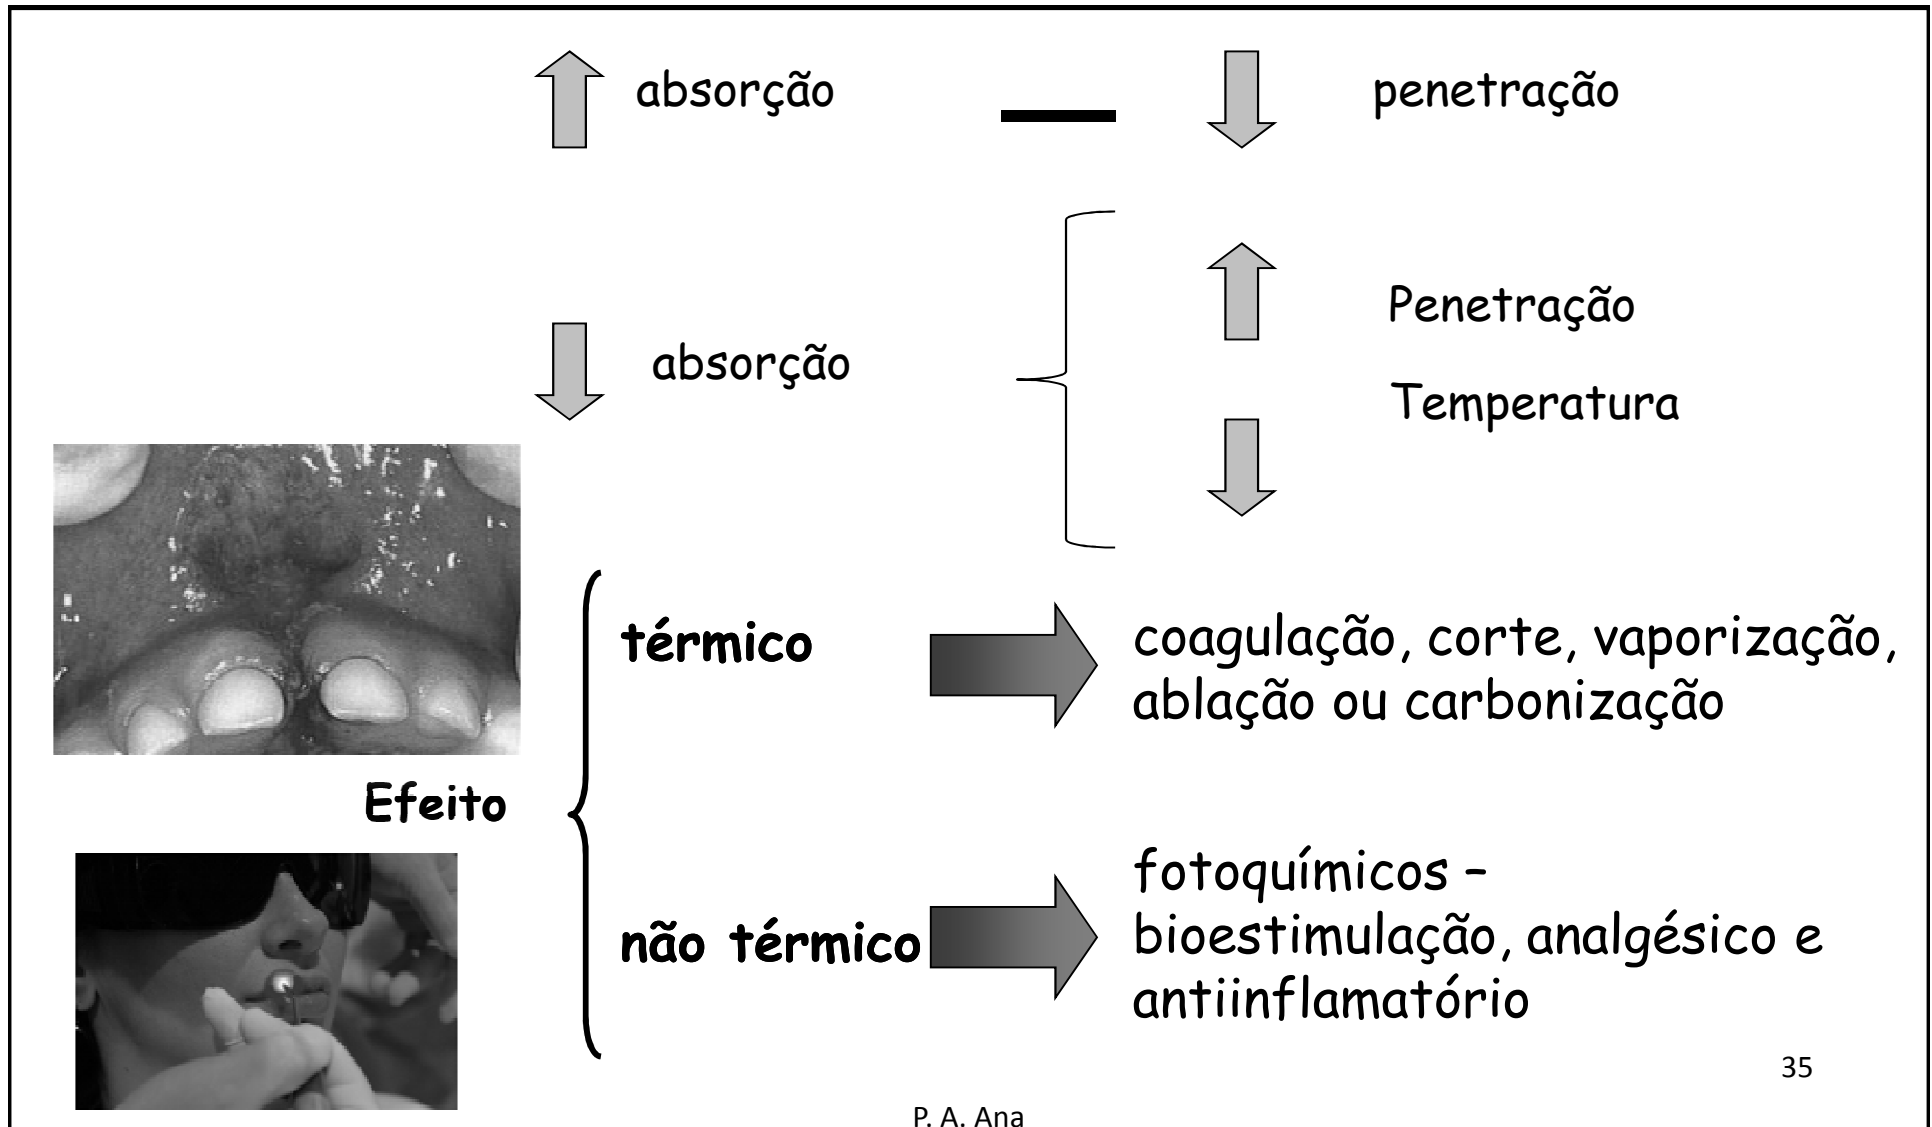 absorção
penetração
absorção
Penetração
Temperatura
Efeito
térmico
coagulação, corte, vaporização,
ablação ou carbonização
não térmico
fotoquímicos –
bioestimulação, analgésico e
antiinflamatório
35
P. A. Ana